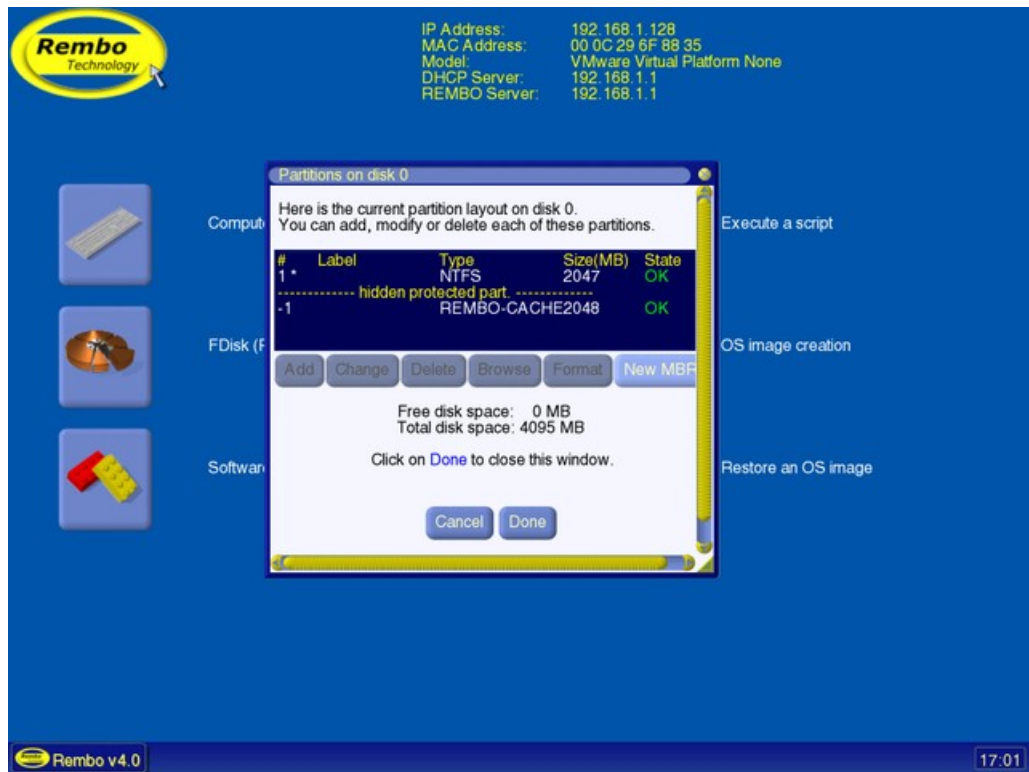 Rembo
Technology
IP Address: 192.168.1.128
MAC Address: 00 0C 29 6F 88 35
Model: VMware Virtual Platform None
DHCP Server: 192.168.1.1
REMBO Server: 192.168.1.1
Partitions on disk 0
Here is the current partition layout on disk 0.
You can add, modify or delete each of these partitions.
# Label Type Size(MB) State
1 * NTFS 2047 OK
------------- hidden protected part. -------------
-1 REMBO-CACHE2048 OK
Add Change Delete Browse Format New MBR
Free disk space: 0 MB
Total disk space: 4095 MB
Click on Done to close this window.
Cancel Done
Comput
Execute a script
FDisk (F
OS image creation
Softwar
Restore an OS image
Rembo v4.0
17:01